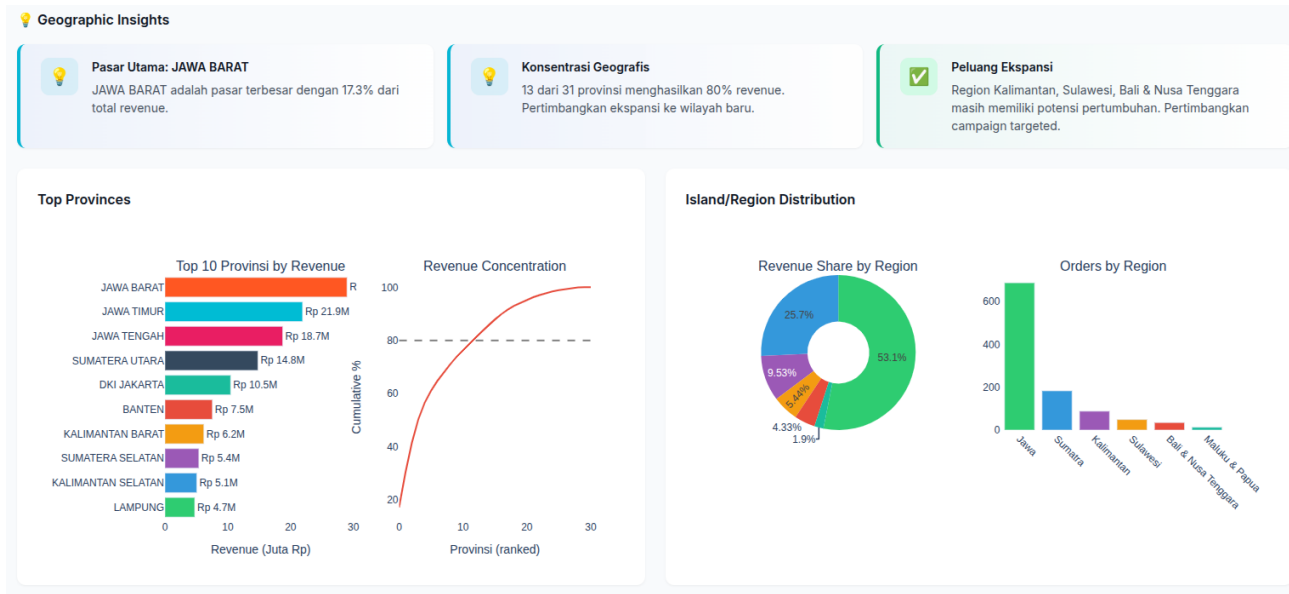 💡 Geographic Insights
💡
Pasar Utama: JAWA BARAT
JAWA BARAT adalah pasar terbesar dengan 17.3% dari
total revenue.
💡
Konsentrasi Geografis
13 dari 31 provinsi menghasilkan 80% revenue.
Pertimbangkan ekspansi ke wilayah baru.
✅
Peluang Ekspansi
Region Kalimantan, Sulawesi, Bali & Nusa Tenggara
masih memiliki potensi pertumbuhan. Pertimbangkan
campaign targeted.
Top Provinces
Top 10 Provinsi by Revenue
JAWA BARAT R
JAWA TIMUR Rp 21.9M
JAWA TENGAH Rp 18.7M
SUMATERA UTARA Rp 14.8M
DKI JAKARTA Rp 10.5M
BANTEN Rp 7.5M
KALIMANTAN BARAT Rp 6.2M
SUMATERA SELATAN Rp 5.4M
KALIMANTAN SELATAN Rp 5.1M
LAMPUNG Rp 4.7M
0 10 20 30
Revenue (Juta Rp)
Revenue Concentration
100
80
60
40
20
Cumulative %
0 10 20 30
Provinsi (ranked)
Island/Region Distribution
Revenue Share by Region
25.7%
53.1%
9.53%
5.44%
4.33%
1.9%
Orders by Region
600
400
200
0
Jawa
Sumatra
Kalimantan
Sulawesi
Bali & Nusa Tenggara
Maluku & Papua